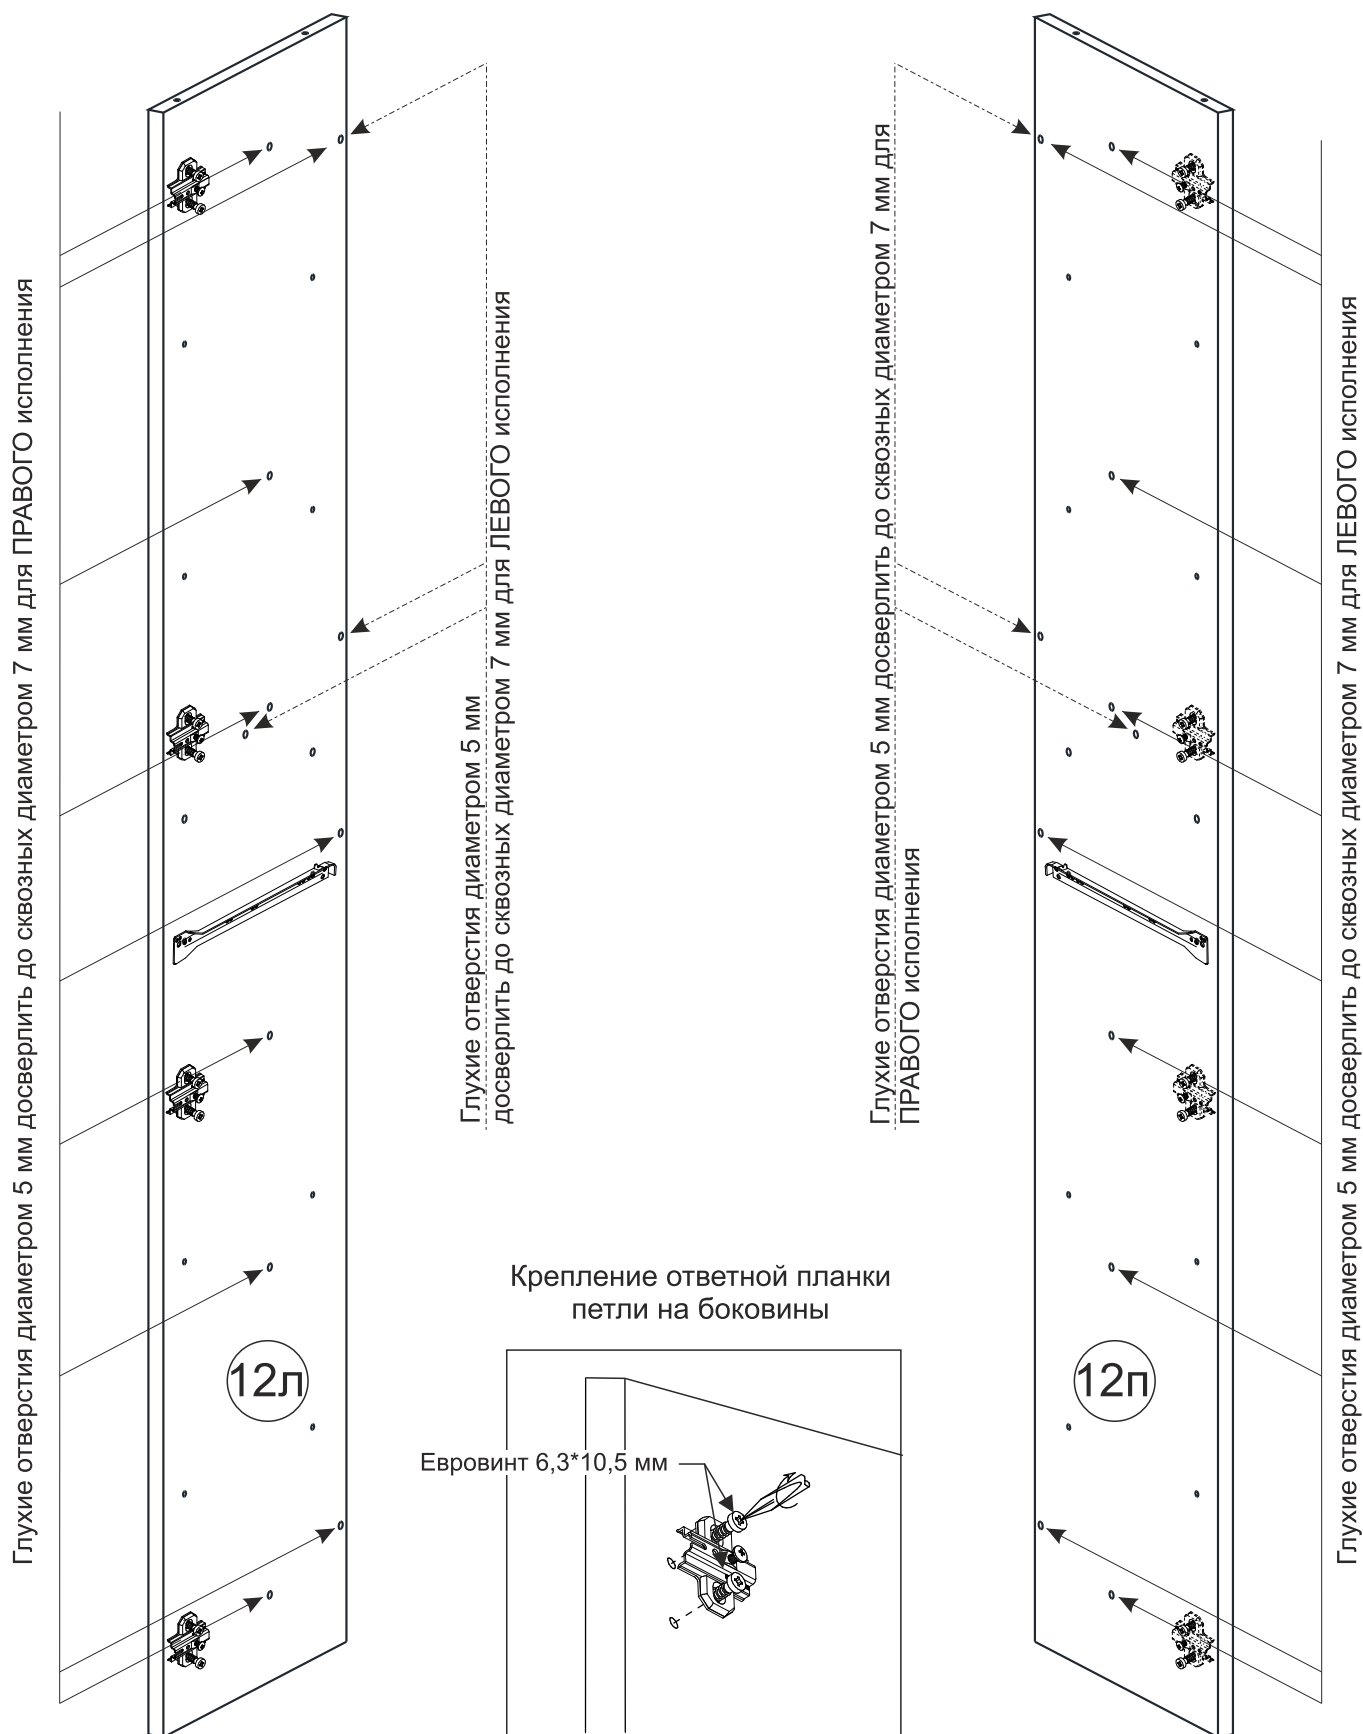 Глухие отверстия диаметром 5 мм досверлить до сквозных диаметром 7 мм для ПРАВОГО исполнения
Глухие отверстия диаметром 5 мм
досверлить до сквозных диаметром 7 мм для ЛЕВОГО исполнения
Глухие отверстия диаметром 5 мм досверлить до сквозных диаметром 7 мм для
ПРАВОГО исполнения
Глухие отверстия диаметром 5 мм досверлить до сквозных диаметром 7 мм для ЛЕВОГО исполнения
12л
12п
Крепление ответной планки
петли на боковины
Евровинт 6,3*10,5 мм